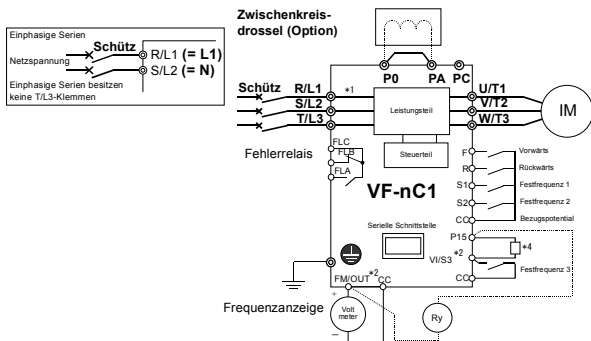 Einphasige Serien
Schütz
Netzspannung
R/L1 (= L1)
S/L2 (= N)
Einphasige Serien besitzen
keine T/L3-Klemmen
Zwischenkreis-
drossel (Option)
P0
PA
PC
Schütz
R/L1
S/L2
T/L3
*1
Leistungsteil
Steuerteil
U/T1
V/T2
W/T3
IM
Fehlerrelais
FLC
FLB
FLA
VF-nC1
Serielle Schnittstelle
F
Vorwärts
R
Rückwärts
S1
Festfrequenz 1
S2
Festfrequenz 2
CC
Bezugspotential
P15
*4
VI/S3
*2
Festfrequenz 3
CC
FM/OUT
*2
CC
Frequenzanzeige
+
Volt
meter
–
Ry